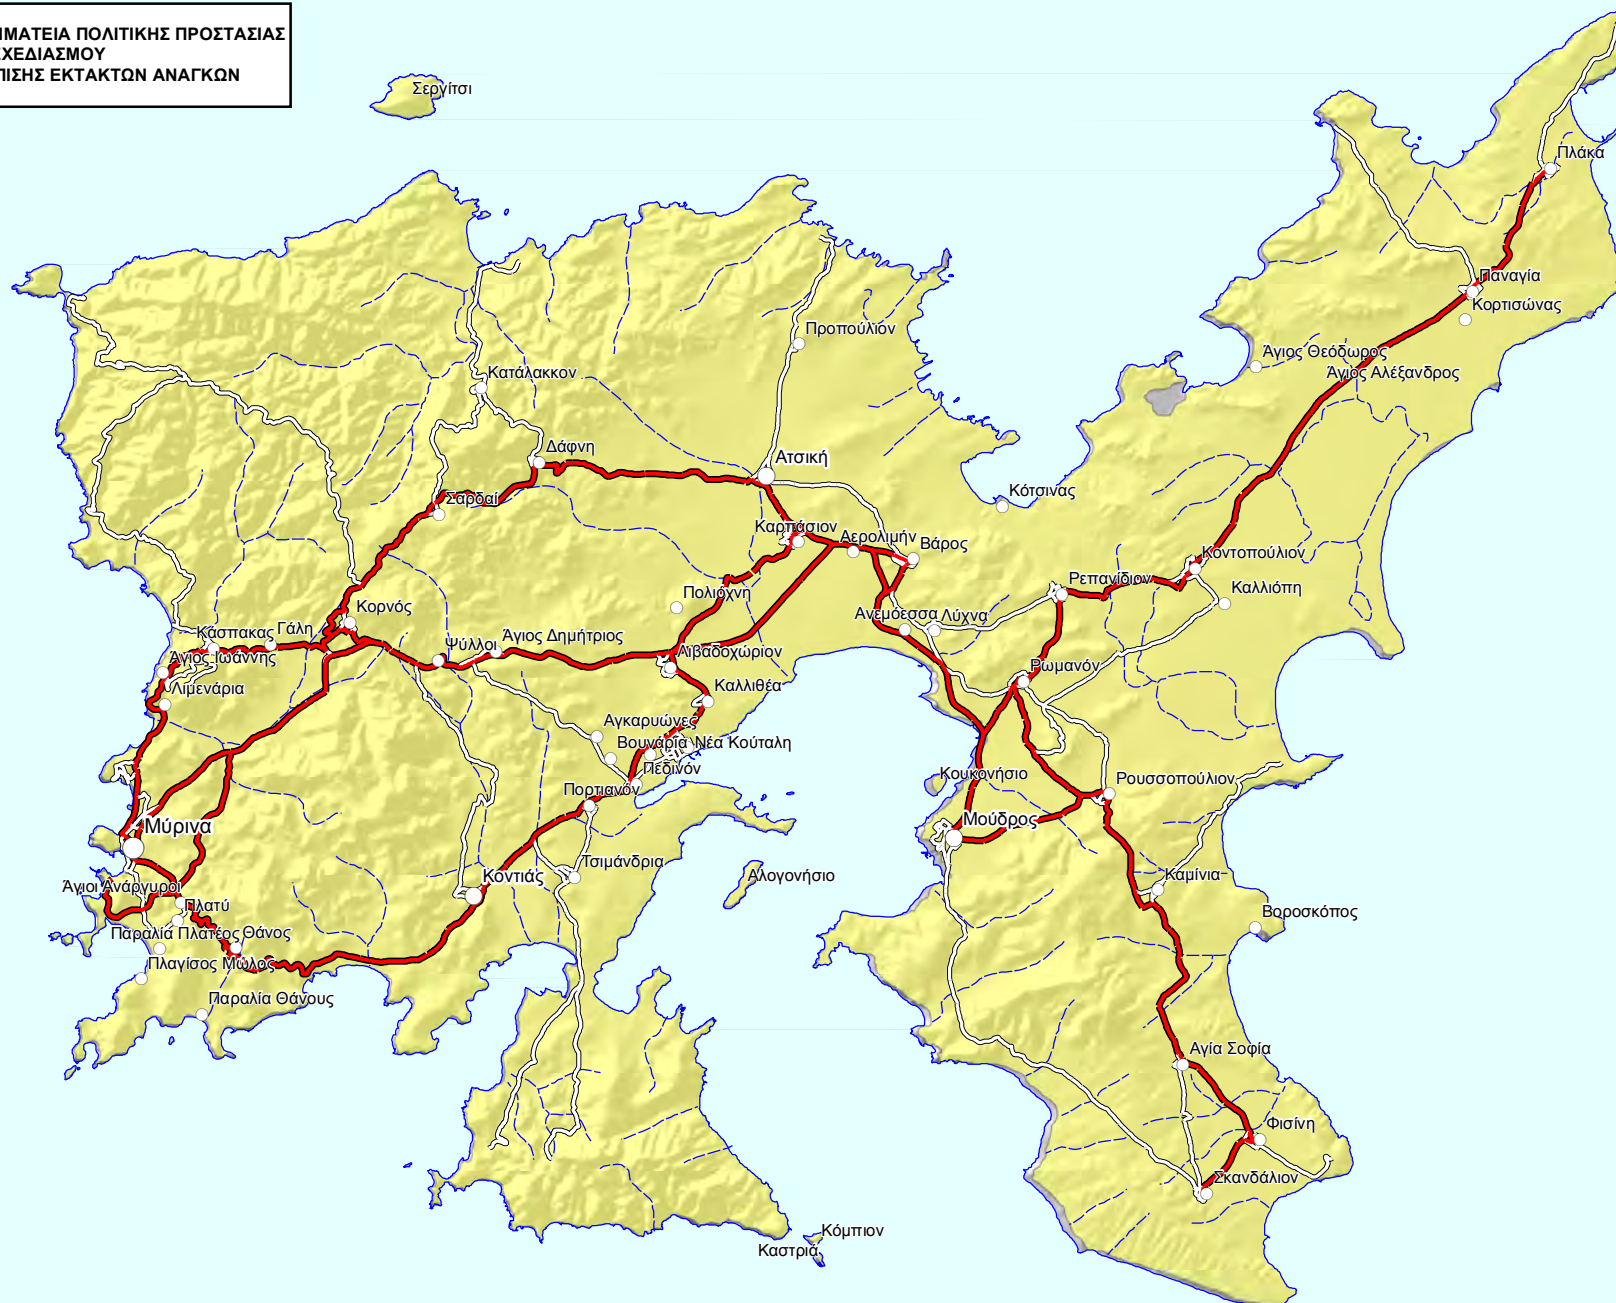 ΜΑΤΕΙΑ ΠΟΛΙΤΙΚΗΣ ΠΡΟΣΤΑΣΙΑΣ
ΧΕΔΙΑΣΜΟΥ
ΠΙΣΗΣ ΕΚΤΑΚΤΩΝ ΑΝΑΓΚΩΝ
Σεργίτσι
Πλάκα
Παναγία
Κορτισώνας
Προπούλιον
Άγιος Θεόδωρος
Άγιος Αλέξανδρος
Κατάλακκον
Δάφνη
Ατσική
Σαρδαί
Κότσινας
Καρπάσιον
Αερολιμήν
Βάρος
Κοντοπούλιον
Ρεπανίδιον
Καλλιόπη
Πολιόχνη
Κορνός
Ανεμόεσσα
Λύχνα
Κάσπακας
Γάλη
Ψύλλοι
Άγιος Δημήτριος
Λιβαδοχώριον
Άγιος Ιωάννης
Ρωμανόν
Λιμενάρια
Καλλιθέα
Αγκαρυώνες
Βουνάρια
Νέα Κούταλη
Πεδινόν
Κουκονήσιο
Ρουσσοπούλιον
Πορτιανόν
Μύρινα
Μούδρος
Τσιμάνδρια
Κοντιάς
Αλογονήσιο
Καμίνια
Άγιοι Ανάργυροι
Πλατύ
Βοροσκόπος
Παραλία Πλατέος
Θάνος
Πλαγίσος Μώλος
Παραλία Θάνους
Αγία Σοφία
Φισίνη
Σκανδάλιον
Κόμπιον
Καστριά